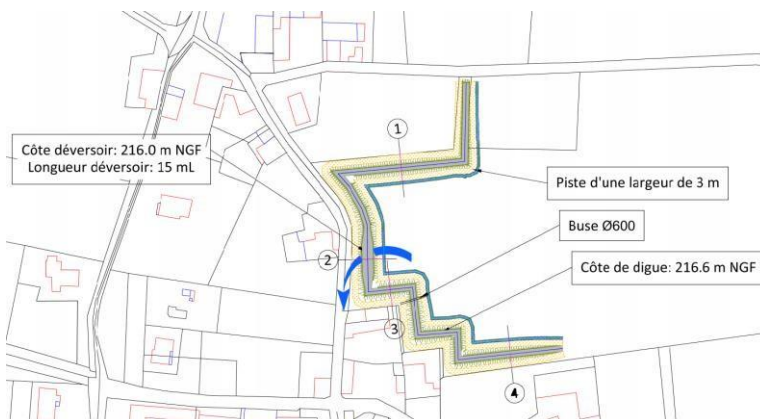 1
Côte déversoir: 216.0 m NGF
Longueur déversoir: 15 mL
Piste d'une largeur de 3 m
Buse Ø600
2
Côte de digue: 216.6 m NGF
3
4